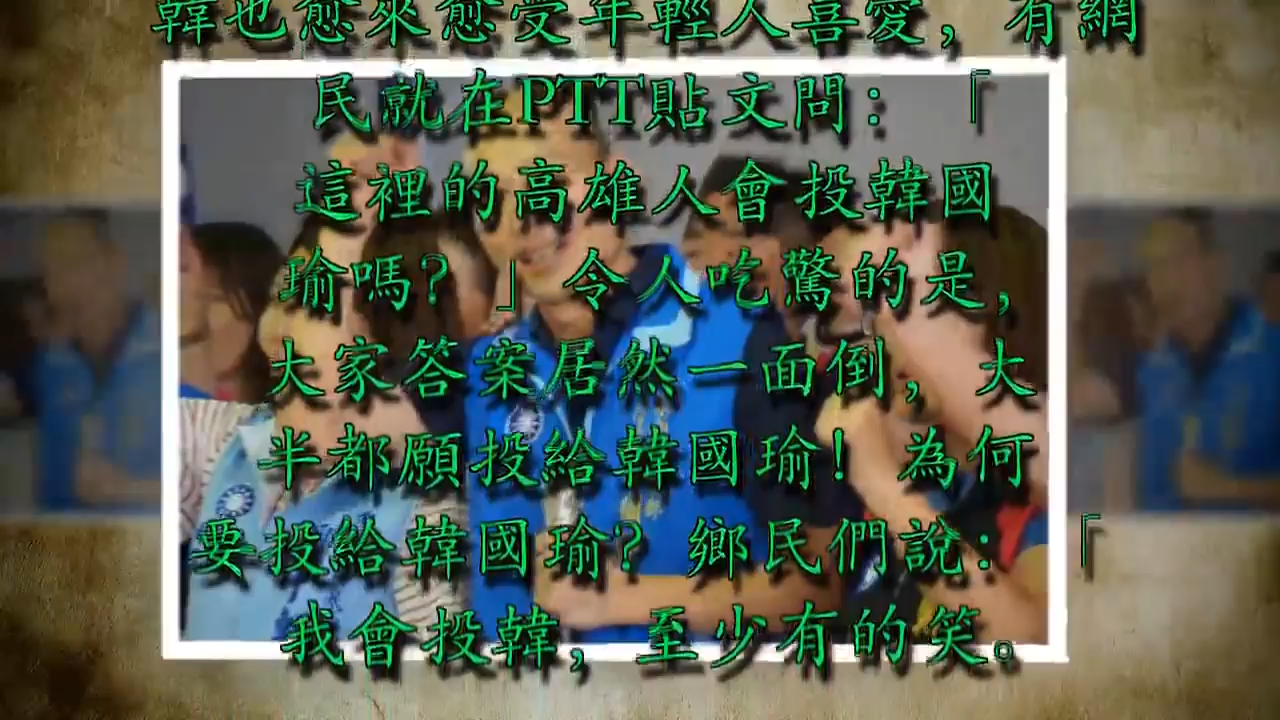 韓也愈來愈受年輕人喜愛，有網
民就在PTT貼文問：「
這裡的高雄人會投韓國
瑜嗎？」令人吃驚的是，
大家答案居然一面倒，大
半都願投給韓國瑜！為何
要投給韓國瑜？鄉民們說：「
我會投韓，至少有的笑。